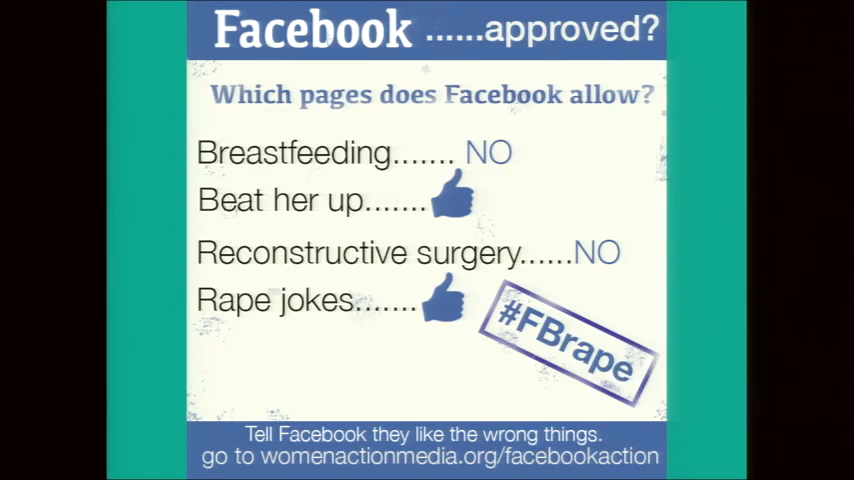 Facebook ......approved?
Which pages does Facebook allow?
Breastfeeding....... NO
Beat her up.......
Reconstructive surgery......NO
Rape jokes.......
#FBrape
Tell Facebook they like the wrong things.
go to womenactionmedia.org/facebookaction